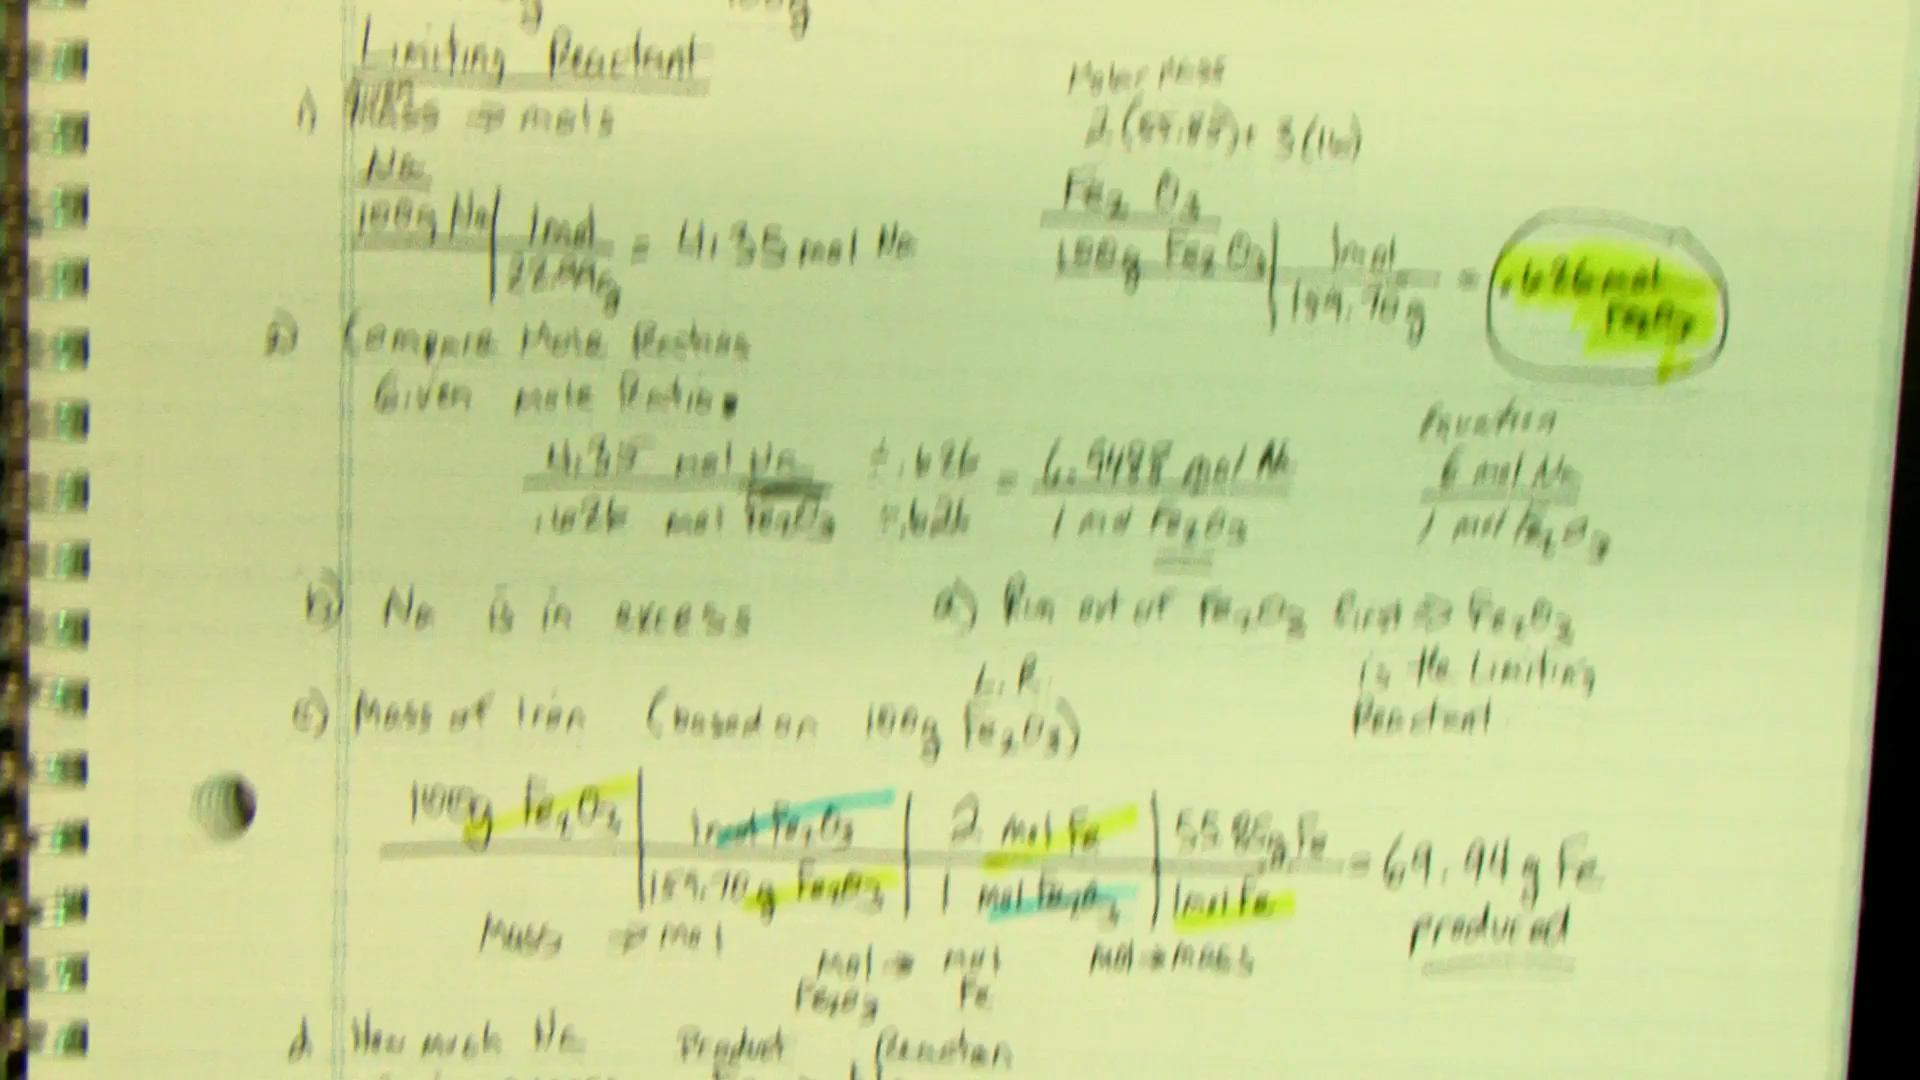 Limiting Reactant
1) Mass → mols
Molar Mass
2(55.85)+ 3(16)
Na
Fe2 O3
100g Na | 1mol = 4.35 mol Na
22.99g
100g Fe2O3 | 1mol = .626 mol
159.70g Fe2O3
2) Compare Mole Ratios
Given mole Ratio
Equation
4.35 mol Na ÷.626 = 6.9488 mol Na
.626 mol Fe2O3 ÷.626 1 mol Fe2O3
6 mol Na
1 mol Fe2O3
b) Na is in excess
a) Run out of Fe2O3 first ⇒ Fe2O3
is the Limiting
Reactant
L.R.
c) Mass of Iron (based on 100g Fe2O3)
100g Fe2O3 | 1mol Fe2O3 | 2 mol Fe | 55.85g Fe = 69.94 g Fe
159.70 g Fe2O3 | 1 mol Fe2O3 | 1mol Fe
produced
Mass → mol
mol → mol
Fe2O3 Fe
mol → mass
d. How much Na Product